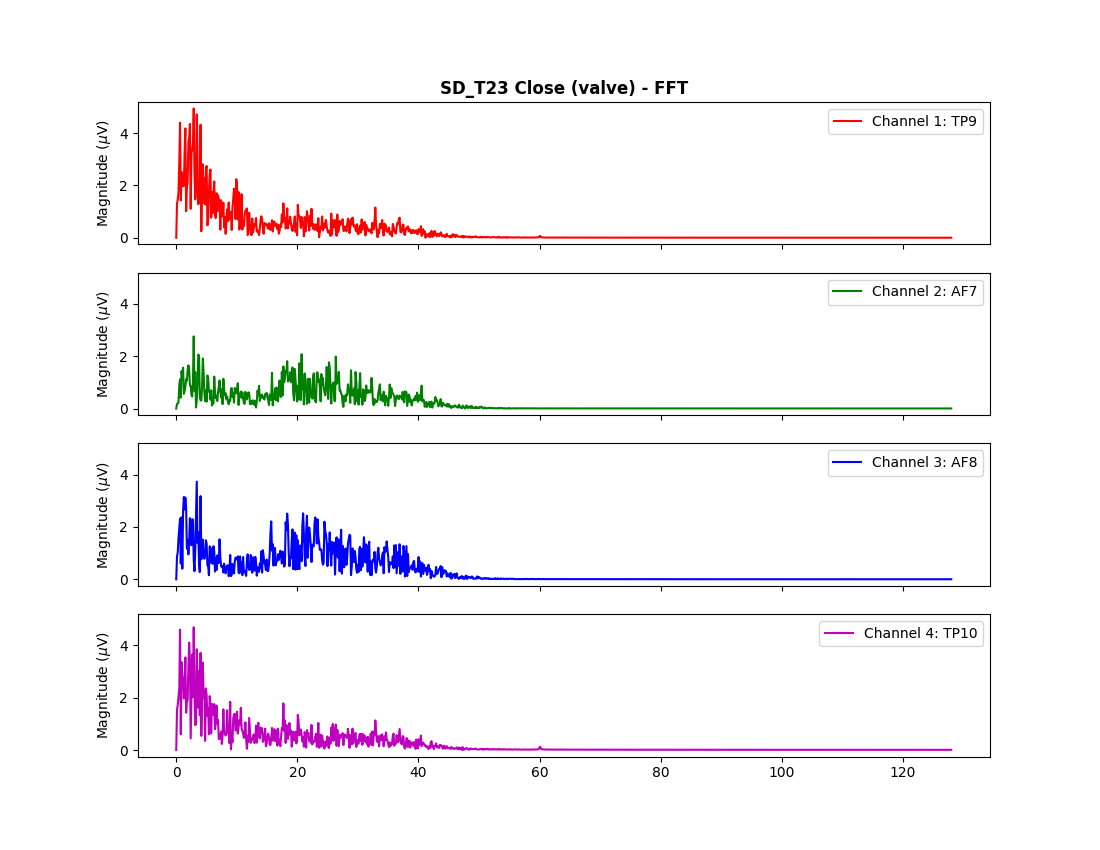 SD_T23 Close (valve) - FFT
Magnitude (μV)
4
2
0
Channel 1: TP9
Magnitude (μV)
4
2
0
Channel 2: AF7
Magnitude (μV)
4
2
0
Channel 3: AF8
Magnitude (μV)
4
2
0
Channel 4: TP10
0 20 40 60 80 100 120